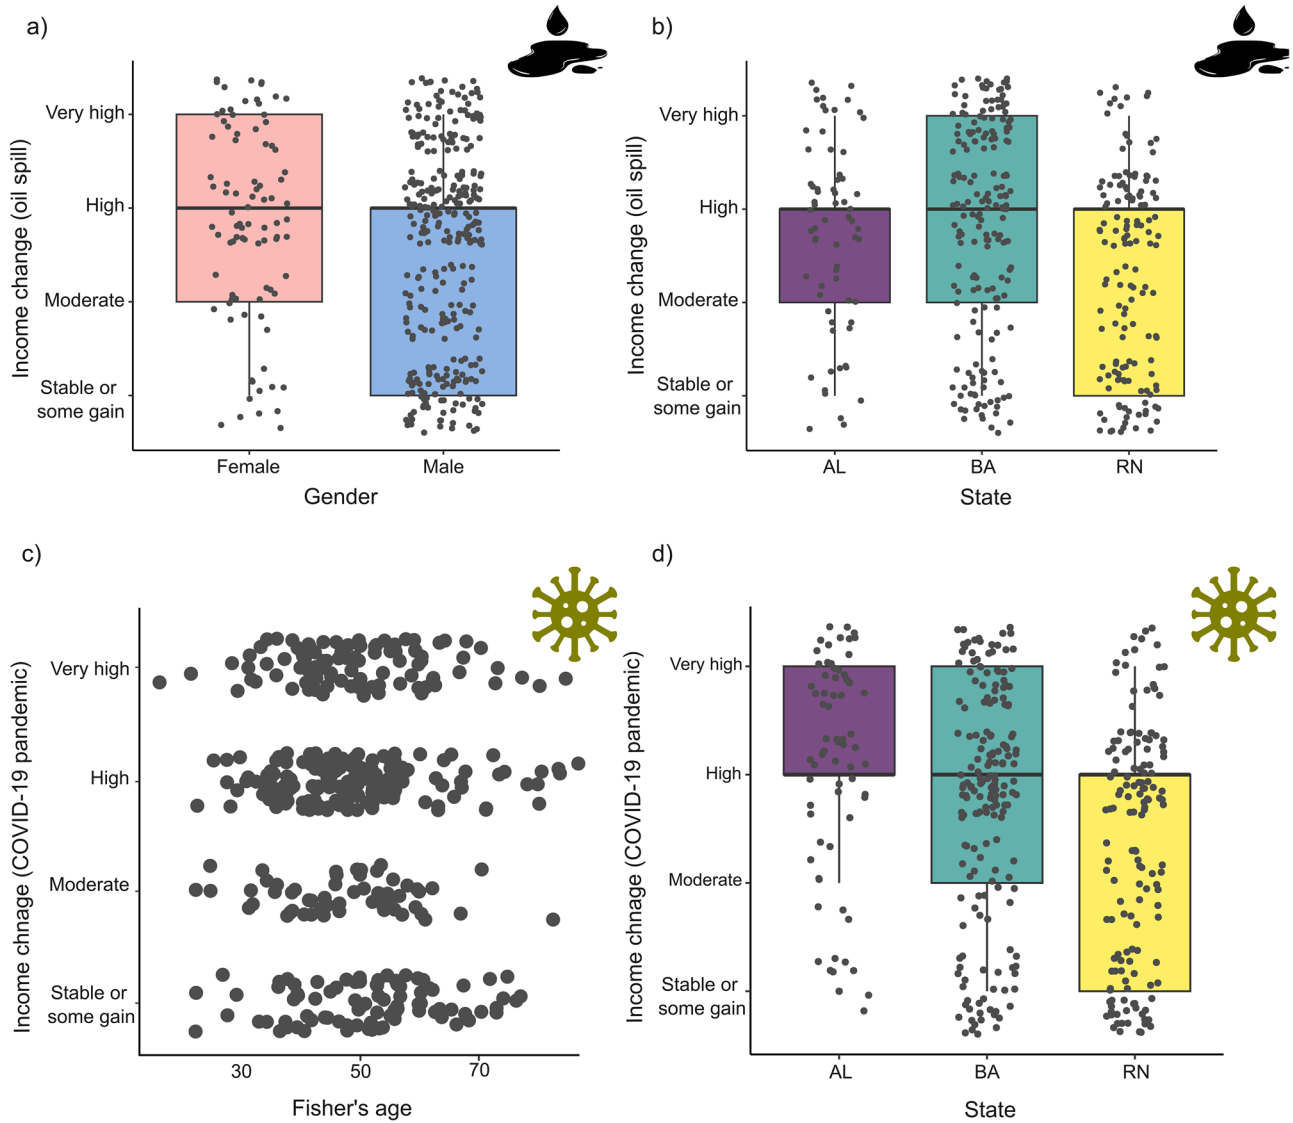 a)
Income change (oil spill)
Very high
High
Moderate
Stable or
some gain
Female
Male
Gender
b)
Income change (oil spill)
Very high
High
Moderate
Stable or
some gain
AL
BA
RN
State
c)
Income chnage (COVID-19 pandemic)
Very high
High
Moderate
Stable or
some gain
30
50
70
Fisher's age
d)
Income chnage (COVID-19 pandemic)
Very high
High
Moderate
Stable or
some gain
AL
BA
RN
State